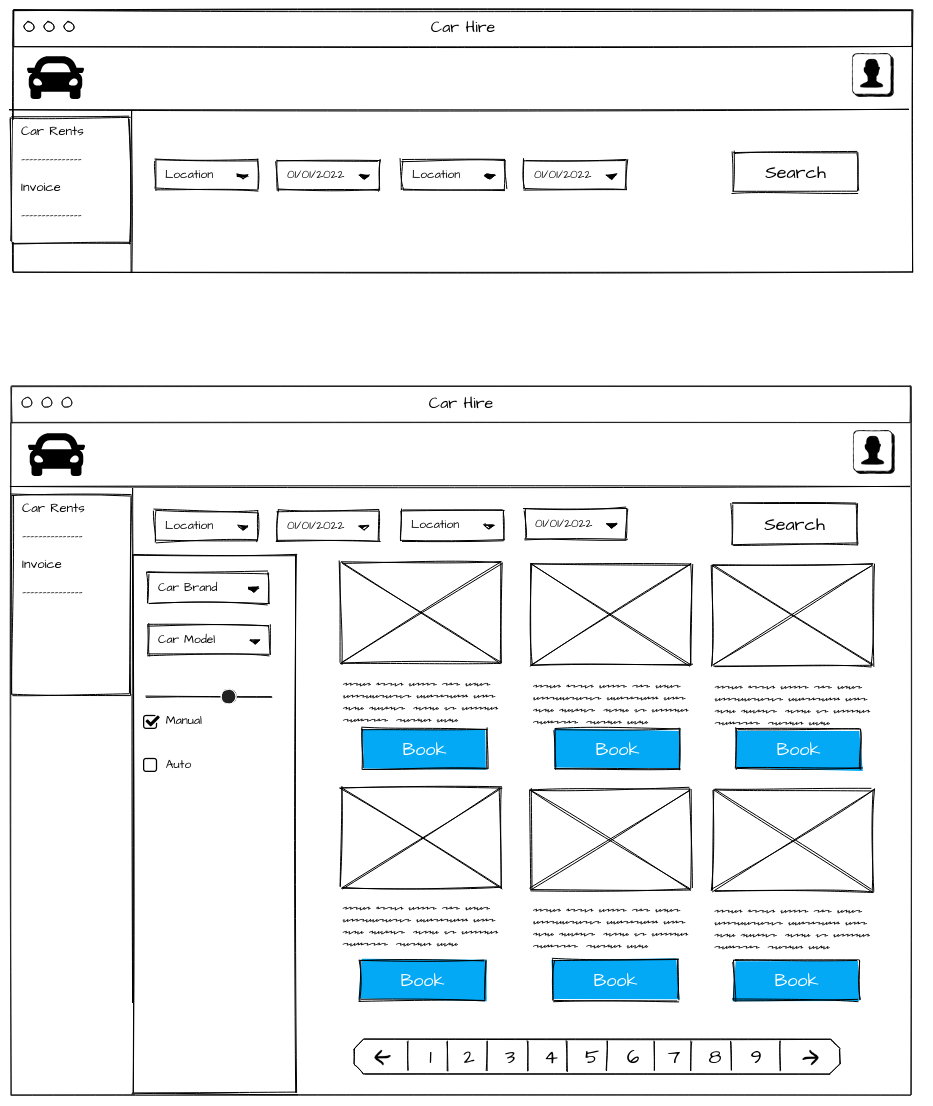 Car Hire
Car Rents
Invoice
Location 01/01/2022 Location 01/01/2022 Search
Car Hire
Car Rents
Invoice
Location 01/01/2022 Location 01/01/2022 Search
Car Brand
Car Model
Manual
Auto
Book Book Book
Book Book Book
← 1 2 3 4 5 6 7 8 9 →